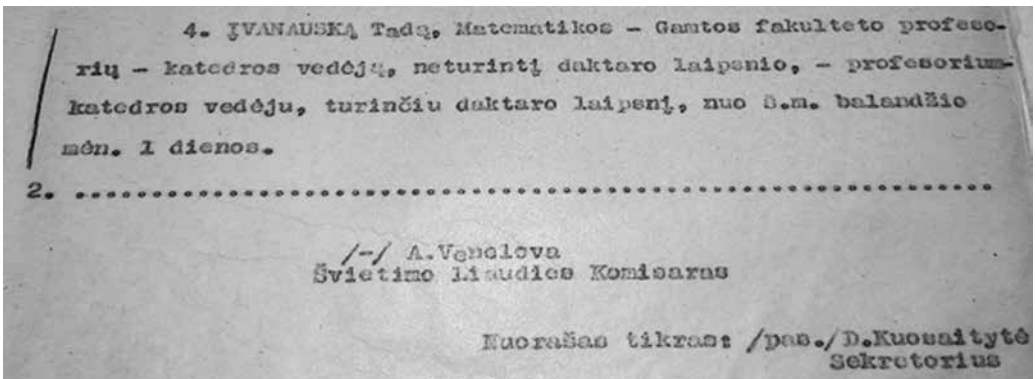 4. ĮVANAUSKĄ Tadą, Matematikos - Gamtos fakulteto profeso-
rių - katedros vedėją, neturintį daktaro laipsnio, - profesorium-
katedros vedėju, turinčiu daktaro laipsnį, nuo š.m. balandžio
mėn. 1 dienos.
2. ....................................................................
/-/ A.Venclova
Švietimo Liaudies Komisaras
Nuorašas tikras: /pas./D.Kuosaitytė
Sekretorius